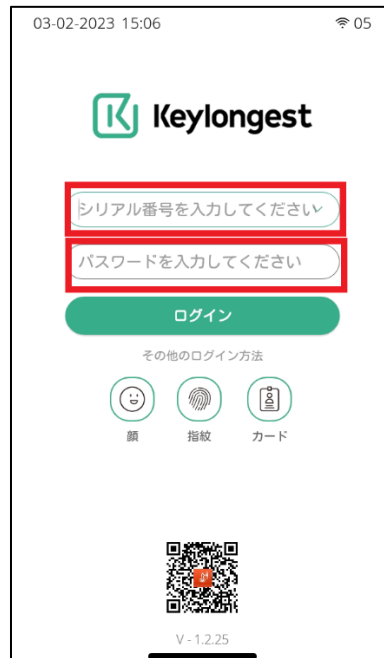 03-02-2023 15:06 05
Keylongest
シリアル番号を入力してください
パスワードを入力してください
ログイン
その他のログイン方法
顔 指紋 カード
V - 1.2.25